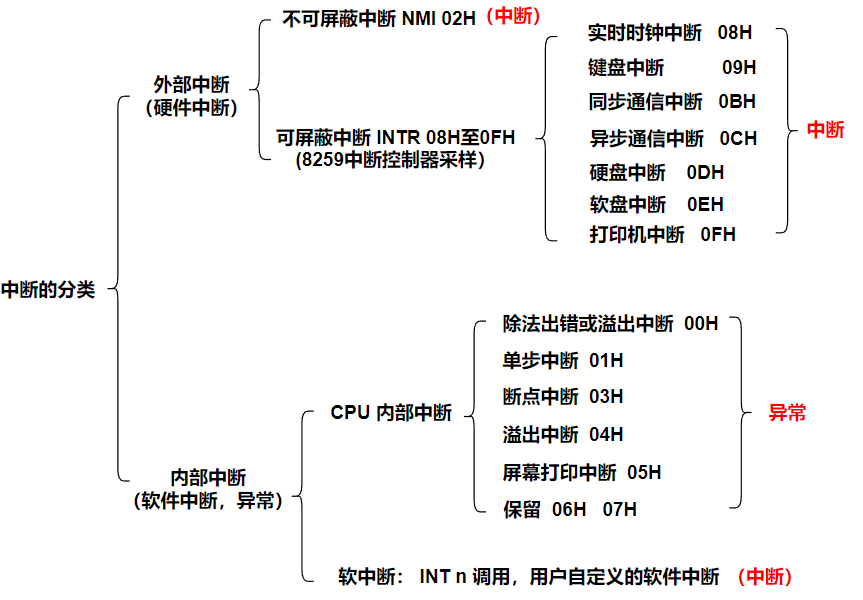 不可屏蔽中断 NMI 02H（中断）
外部中断
（硬件中断）
可屏蔽中断 INTR 08H至0FH
(8259中断控制器采样）
实时时钟中断 08H
键盘中断 09H
同步通信中断 0BH
异步通信中断 0CH
硬盘中断 0DH
软盘中断 0EH
打印机中断 0FH
中断
中断的分类
内部中断
（软件中断，异常）
CPU 内部中断
除法出错或溢出中断 00H
单步中断 01H
断点中断 03H
溢出中断 04H
屏幕打印中断 05H
保留 06H 07H
异常
软中断： INT n 调用，用户自定义的软件中断 （中断）